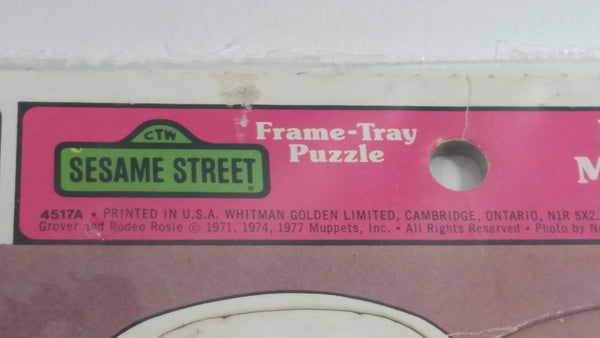 CTW
SESAME STREET®
Frame-Tray
Puzzle
4517A • PRINTED IN U.S.A. WHITMAN GOLDEN LIMITED, CAMBRIDGE, ONTARIO, N1R 5X2.
Grover and Rodeo Rosie © 1971, 1974, 1977 Muppets, Inc. • All Rights Reserved • Photo by